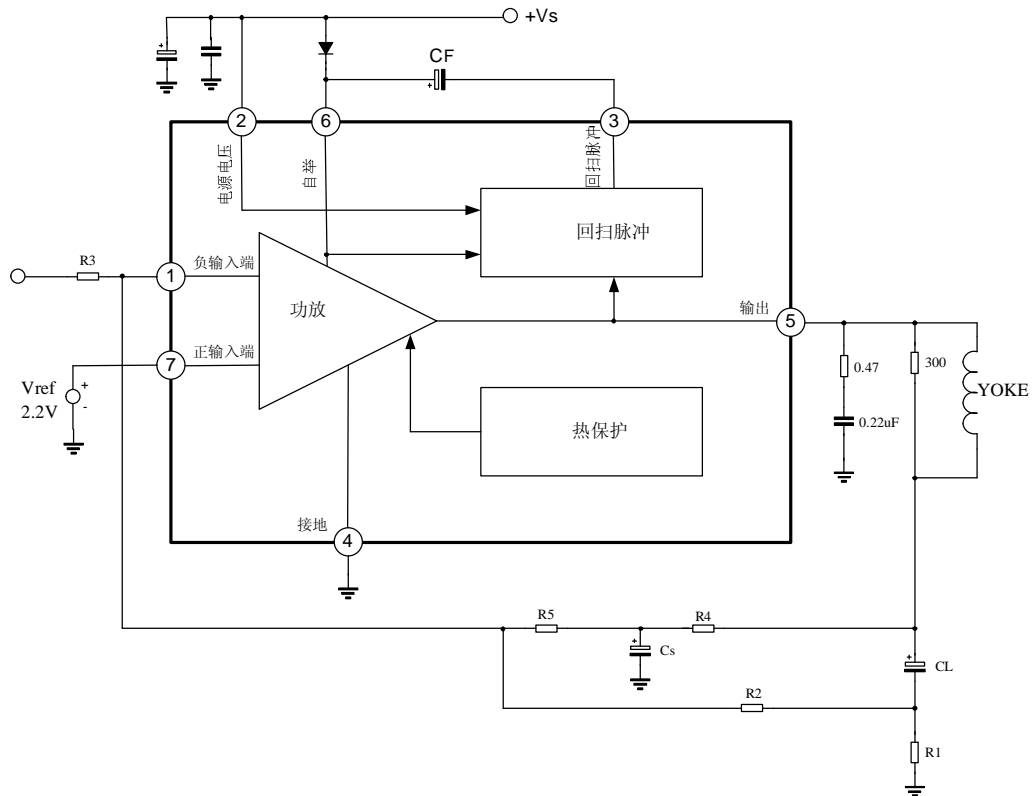 +Vs
CF
2
6
3
电源电压
自举
回扫脉冲
回扫脉冲
R3
1
负输入端
功放
输出
5
7
正输入端
Vref
2.2V
+
-
0.47
300
YOKE
0.22uF
热保护
接地
4
R5
R4
+
Cs
+
CL
R2
R1
+
+